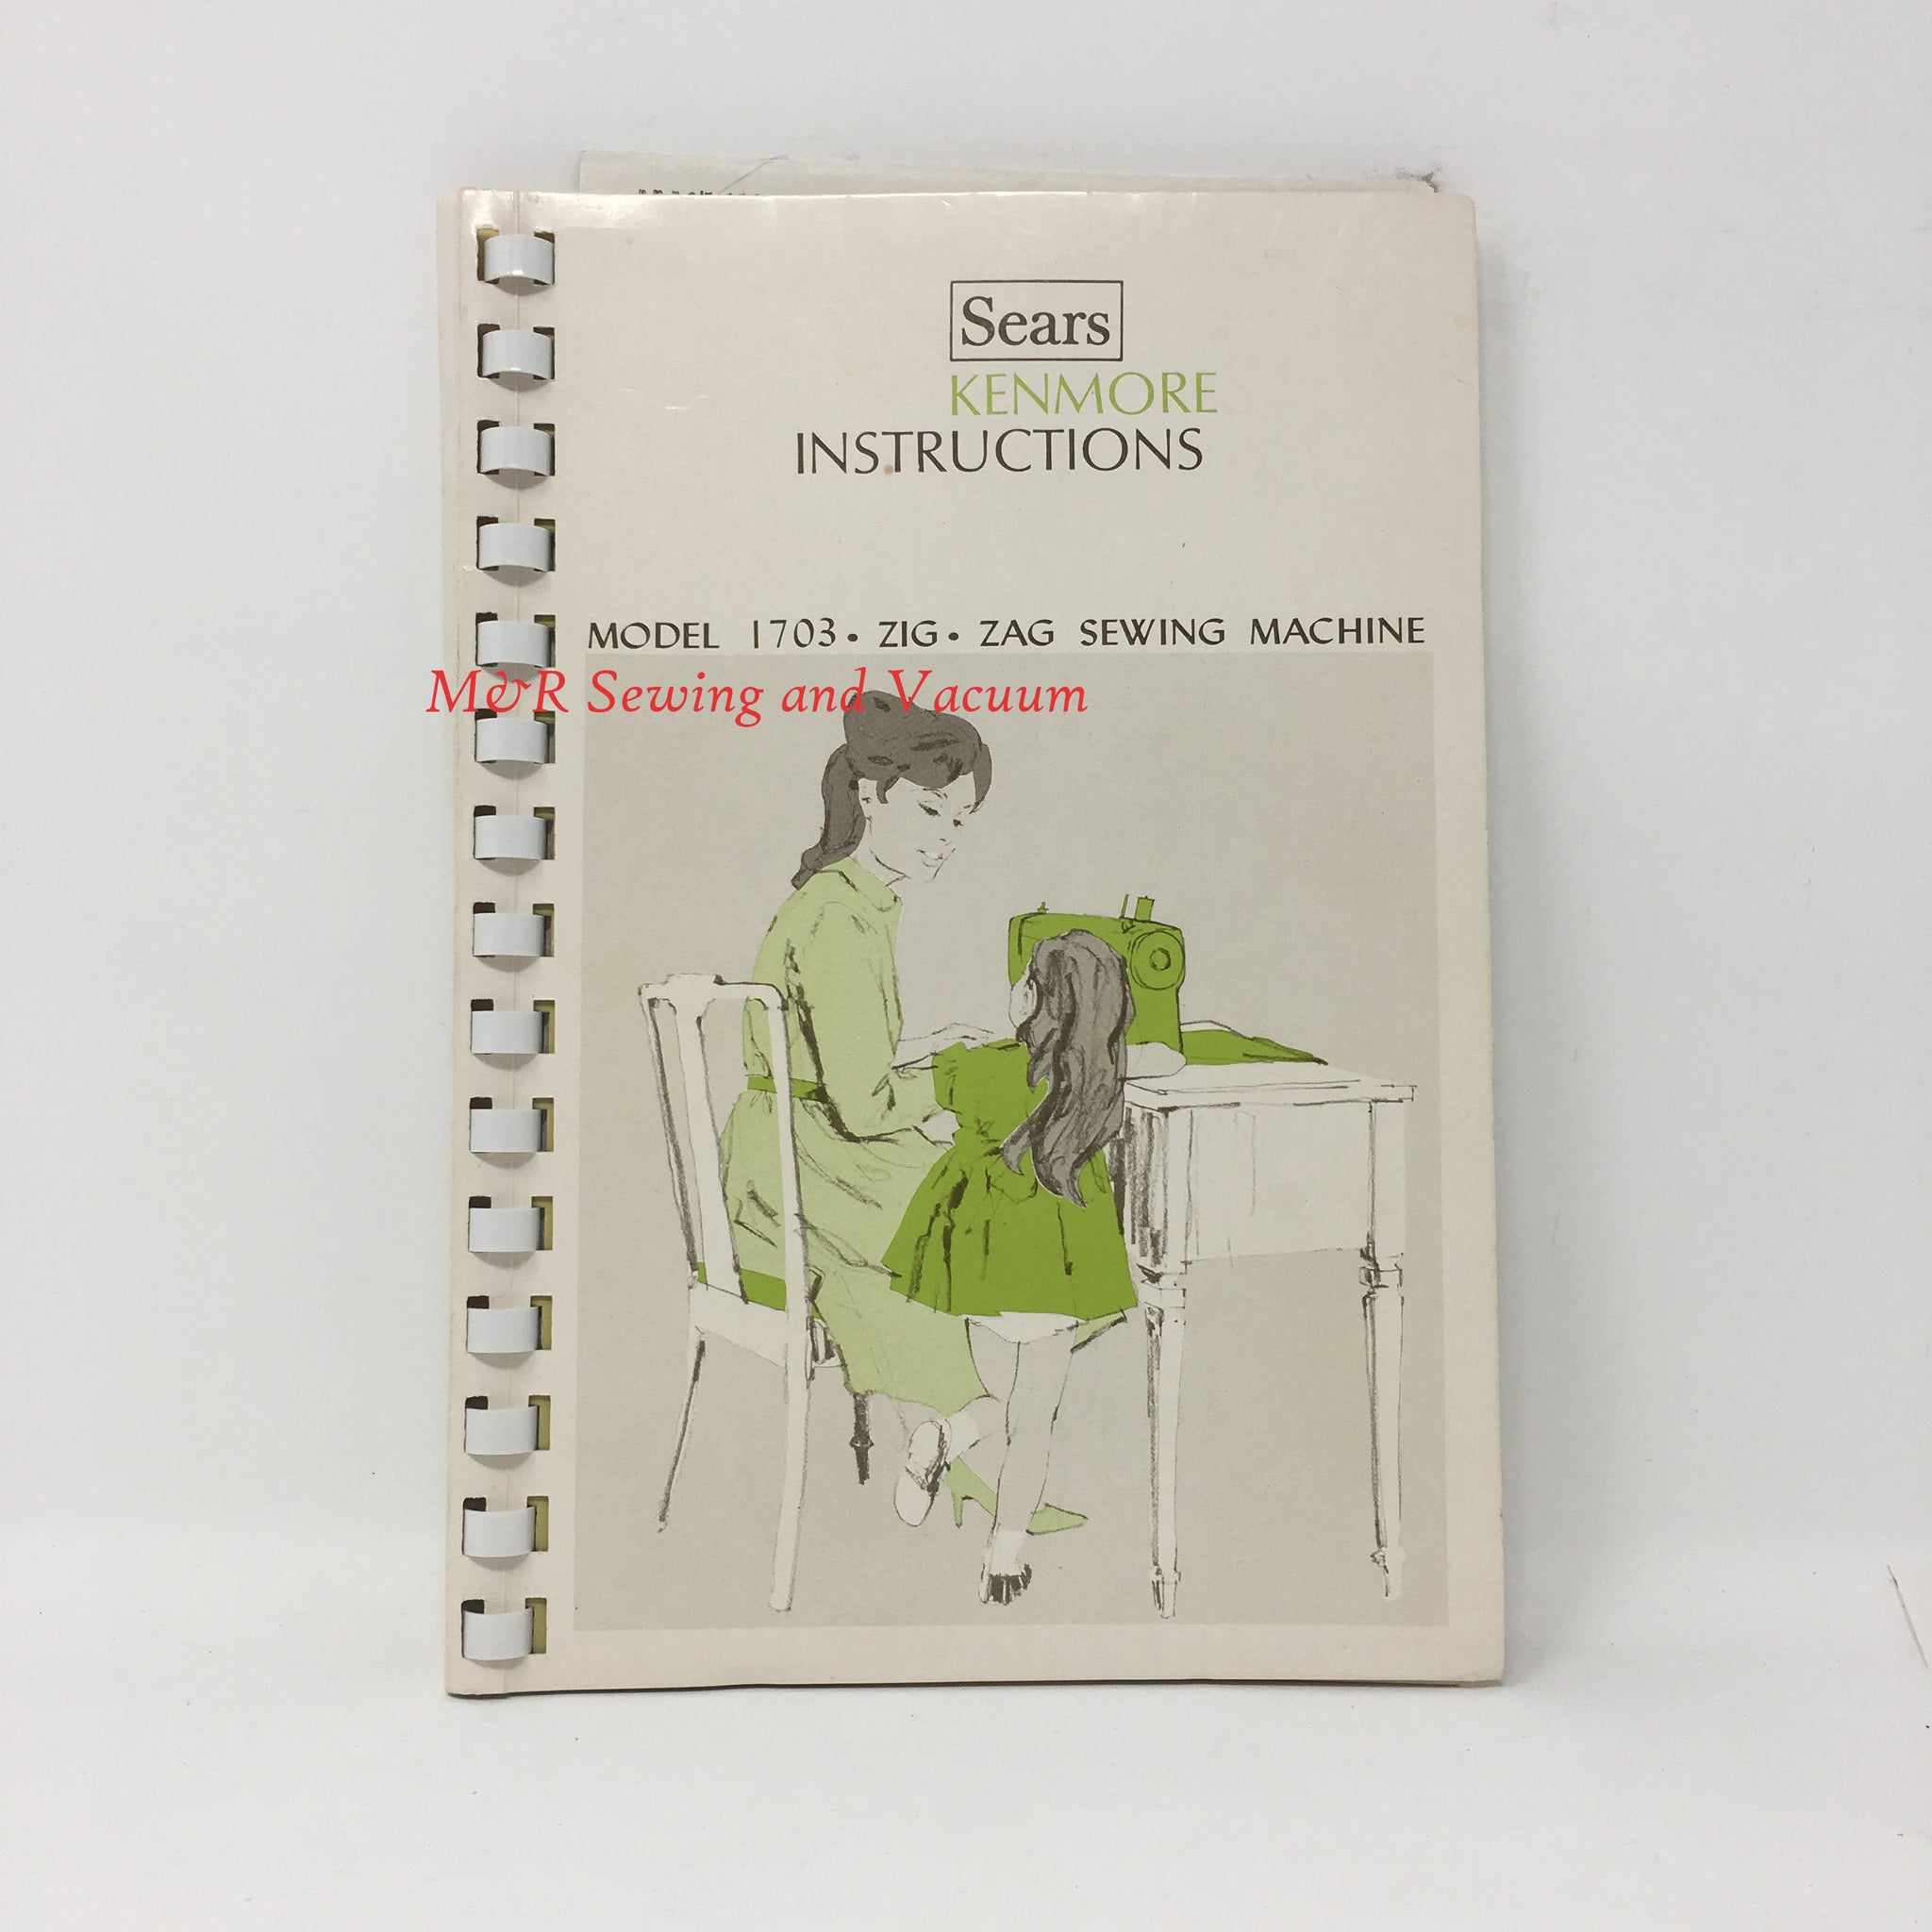 Sears
KENMORE
INSTRUCTIONS
MODEL 1703 • ZIG • ZAG SEWING MACHINE
M&R Sewing and Vacuum